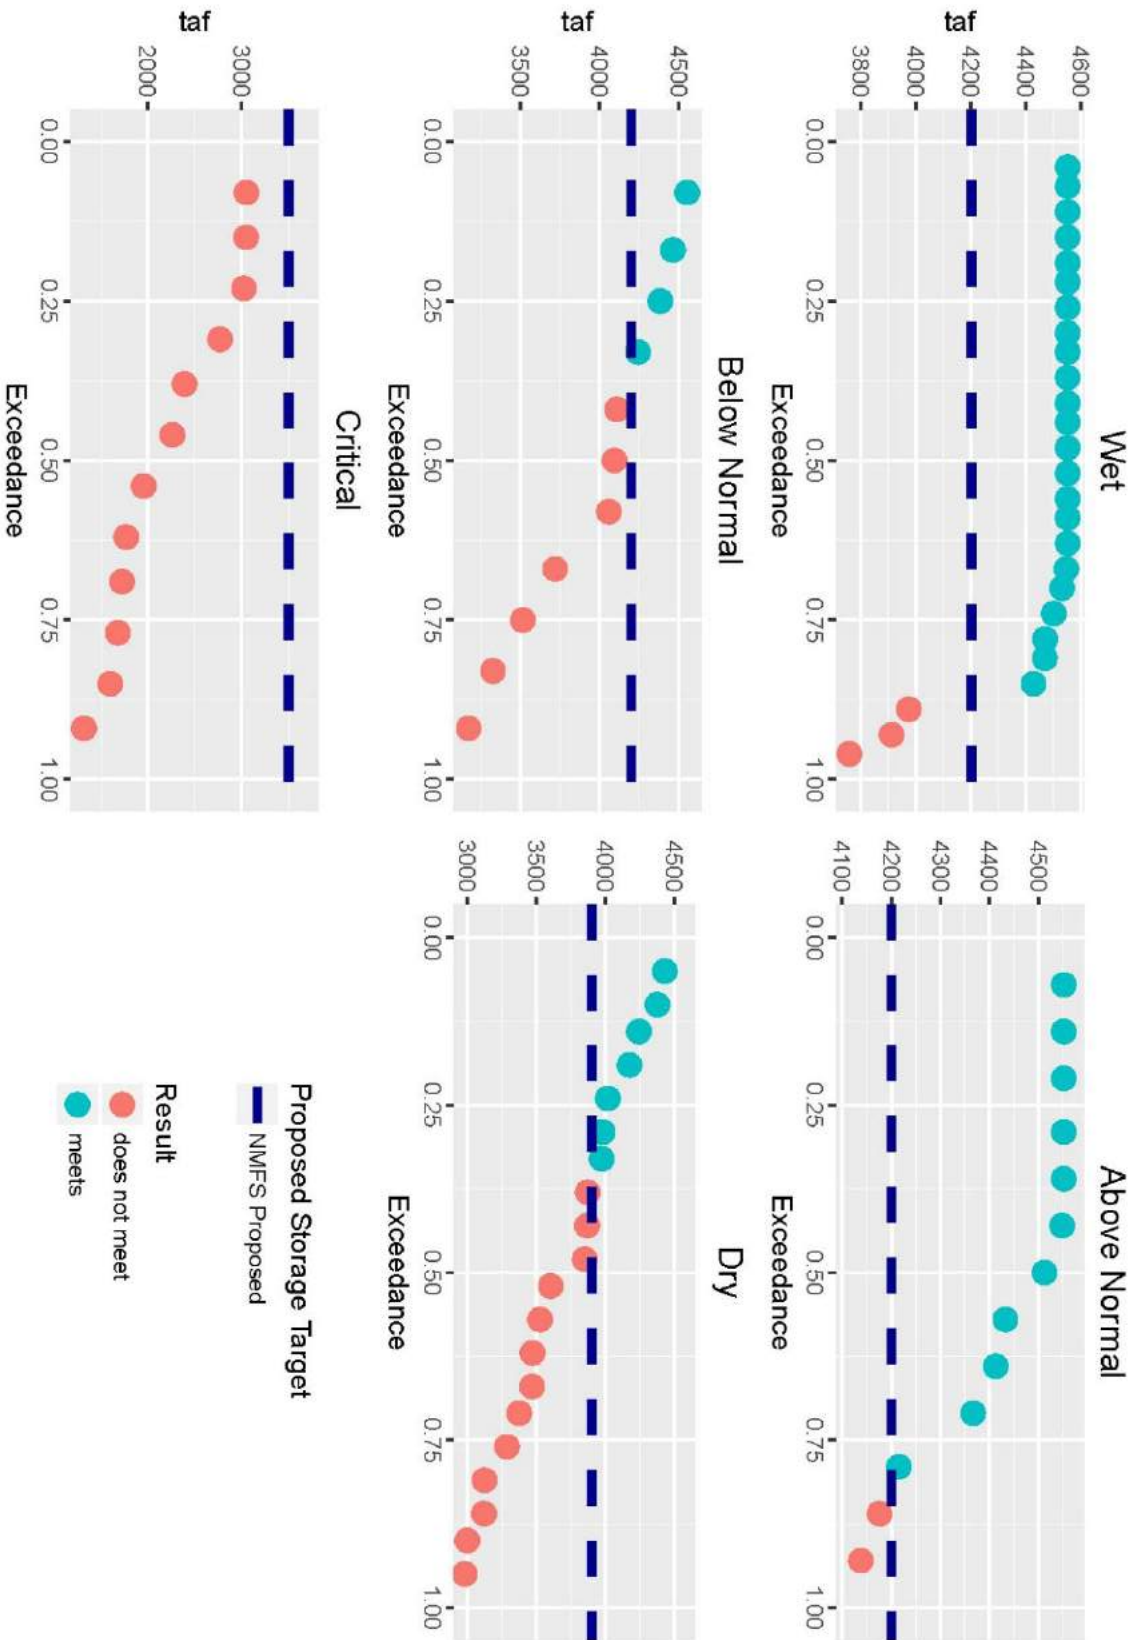 Wet
taf
4600
4400
4200
4000
3800
0.00
0.25
0.50
0.75
1.00
Exceedance
Above Normal
4500
4400
4300
4200
4100
0.00
0.25
0.50
0.75
1.00
Exceedance
Below Normal
taf
4500
4000
3500
0.00
0.25
0.50
0.75
1.00
Exceedance
Dry
4500
4000
3500
3000
0.00
0.25
0.50
0.75
1.00
Exceedance
Critical
taf
3000
2000
0.00
0.25
0.50
0.75
1.00
Exceedance
Proposed Storage Target
NMFS Proposed
Result
does not meet
meets